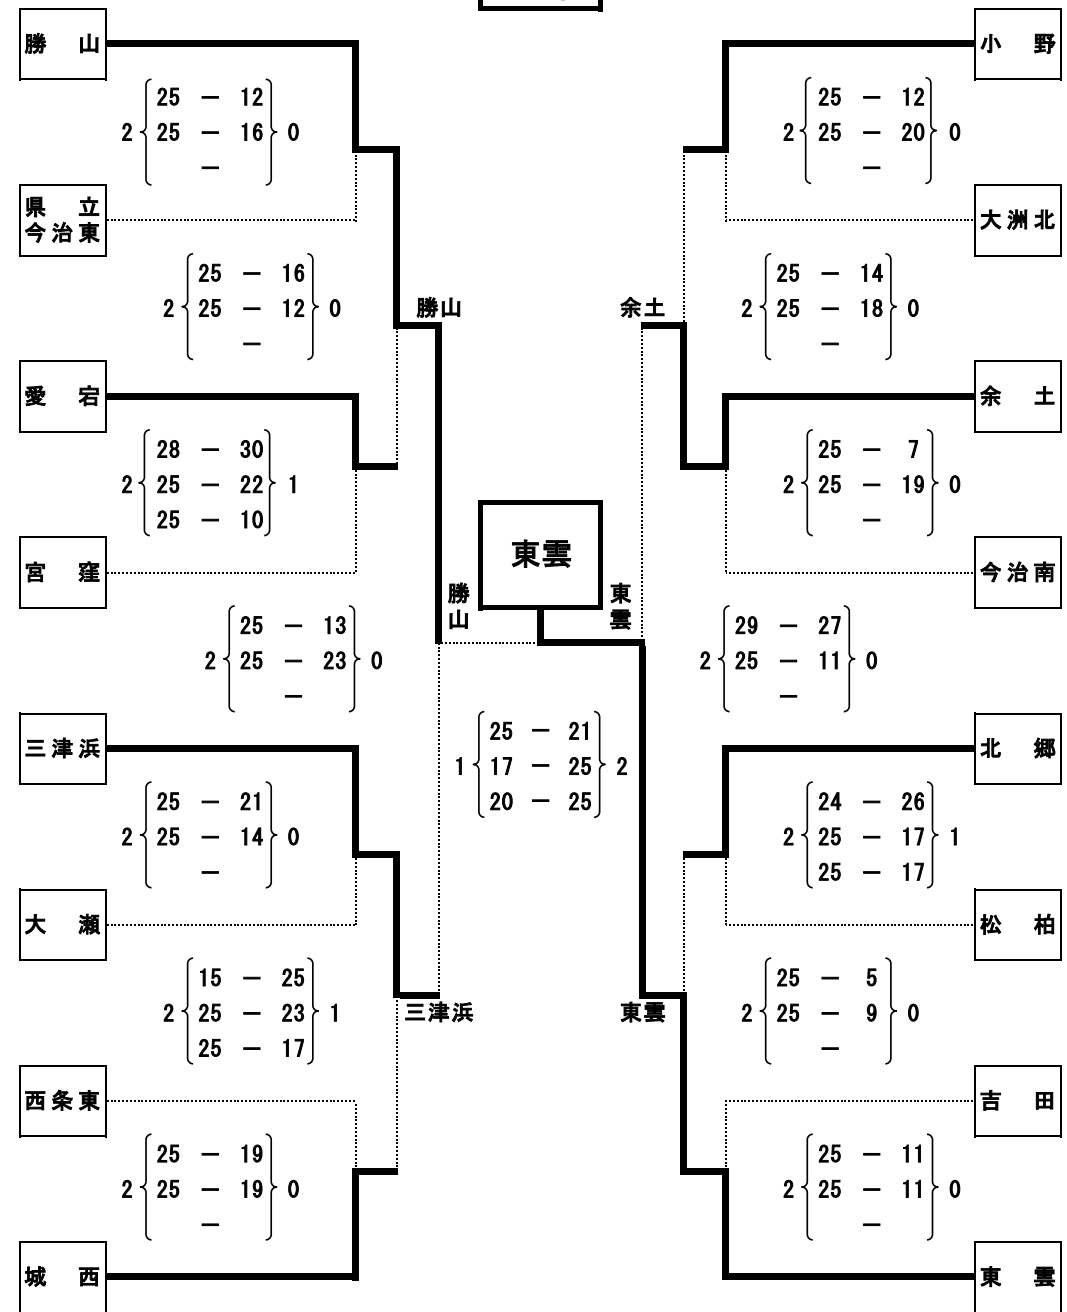 勝山
25 － 12
2 25 － 16 0
－
県立
今治東
25 － 16
2 25 － 12 0
－
勝山
愛宕
28 － 30
2 25 － 22 1
25 － 10
宮窪
25 － 13
2 25 － 23 0
－
勝山
三津浜
25 － 21
2 25 － 14 0
－
大瀬
15 － 25
2 25 － 23 1
25 － 17
三津浜
西条東
25 － 19
2 25 － 19 0
－
城西
東雲
25 － 21
1 17 － 25 2
20 － 25
小野
25 － 12
2 25 － 20 0
－
大洲北
25 － 14
2 25 － 18 0
－
余土
余土
25 － 7
2 25 － 19 0
－
今治南
東雲
29 － 27
2 25 － 11 0
－
北郷
24 － 26
2 25 － 17 1
25 － 17
松柏
25 － 5
2 25 － 9 0
－
東雲
吉田
25 － 11
2 25 － 11 0
－
東雲